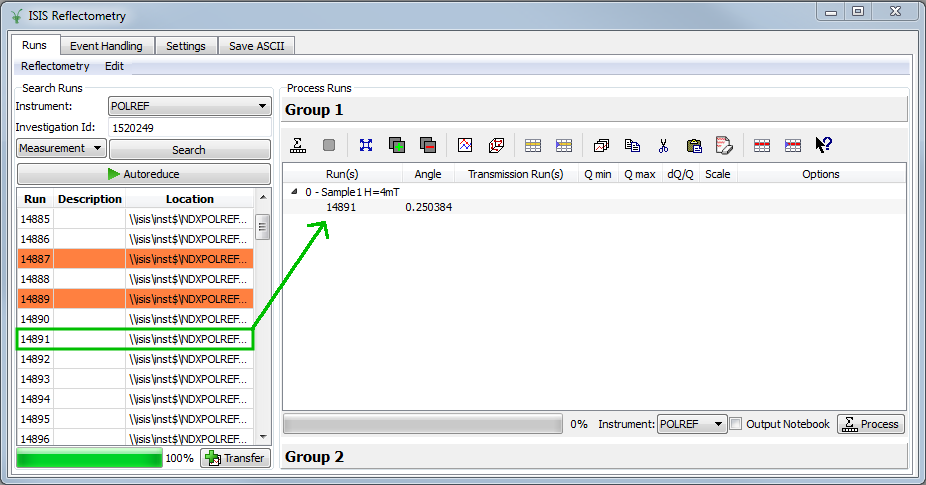 ISIS Reflectometry
Runs Event Handling Settings Save ASCII
Reflectometry Edit
Search Runs
Instrument: POLREF
Investigation Id: 1520249
Measurement Search
Autoreduce
Run Description Location
14885 \\isis\inst$\NDXPOLREF...
14886 \\isis\inst$\NDXPOLREF...
14887 \\isis\inst$\NDXPOLREF...
14888 \\isis\inst$\NDXPOLREF...
14889 \\isis\inst$\NDXPOLREF...
14890 \\isis\inst$\NDXPOLREF...
14891 \\isis\inst$\NDXPOLREF...
14892 \\isis\inst$\NDXPOLREF...
14893 \\isis\inst$\NDXPOLREF...
14894 \\isis\inst$\NDXPOLREF...
14895 \\isis\inst$\NDXPOLREF...
14896 \\isis\inst$\NDXPOLREF...
100% Transfer
Process Runs
Group 1
Run(s) Angle Transmission Run(s) Q min Q max dQ/Q Scale Options
0 - Sample1 H=4mT
14891 0.250384
0% Instrument: POLREF Output Notebook Process
Group 2